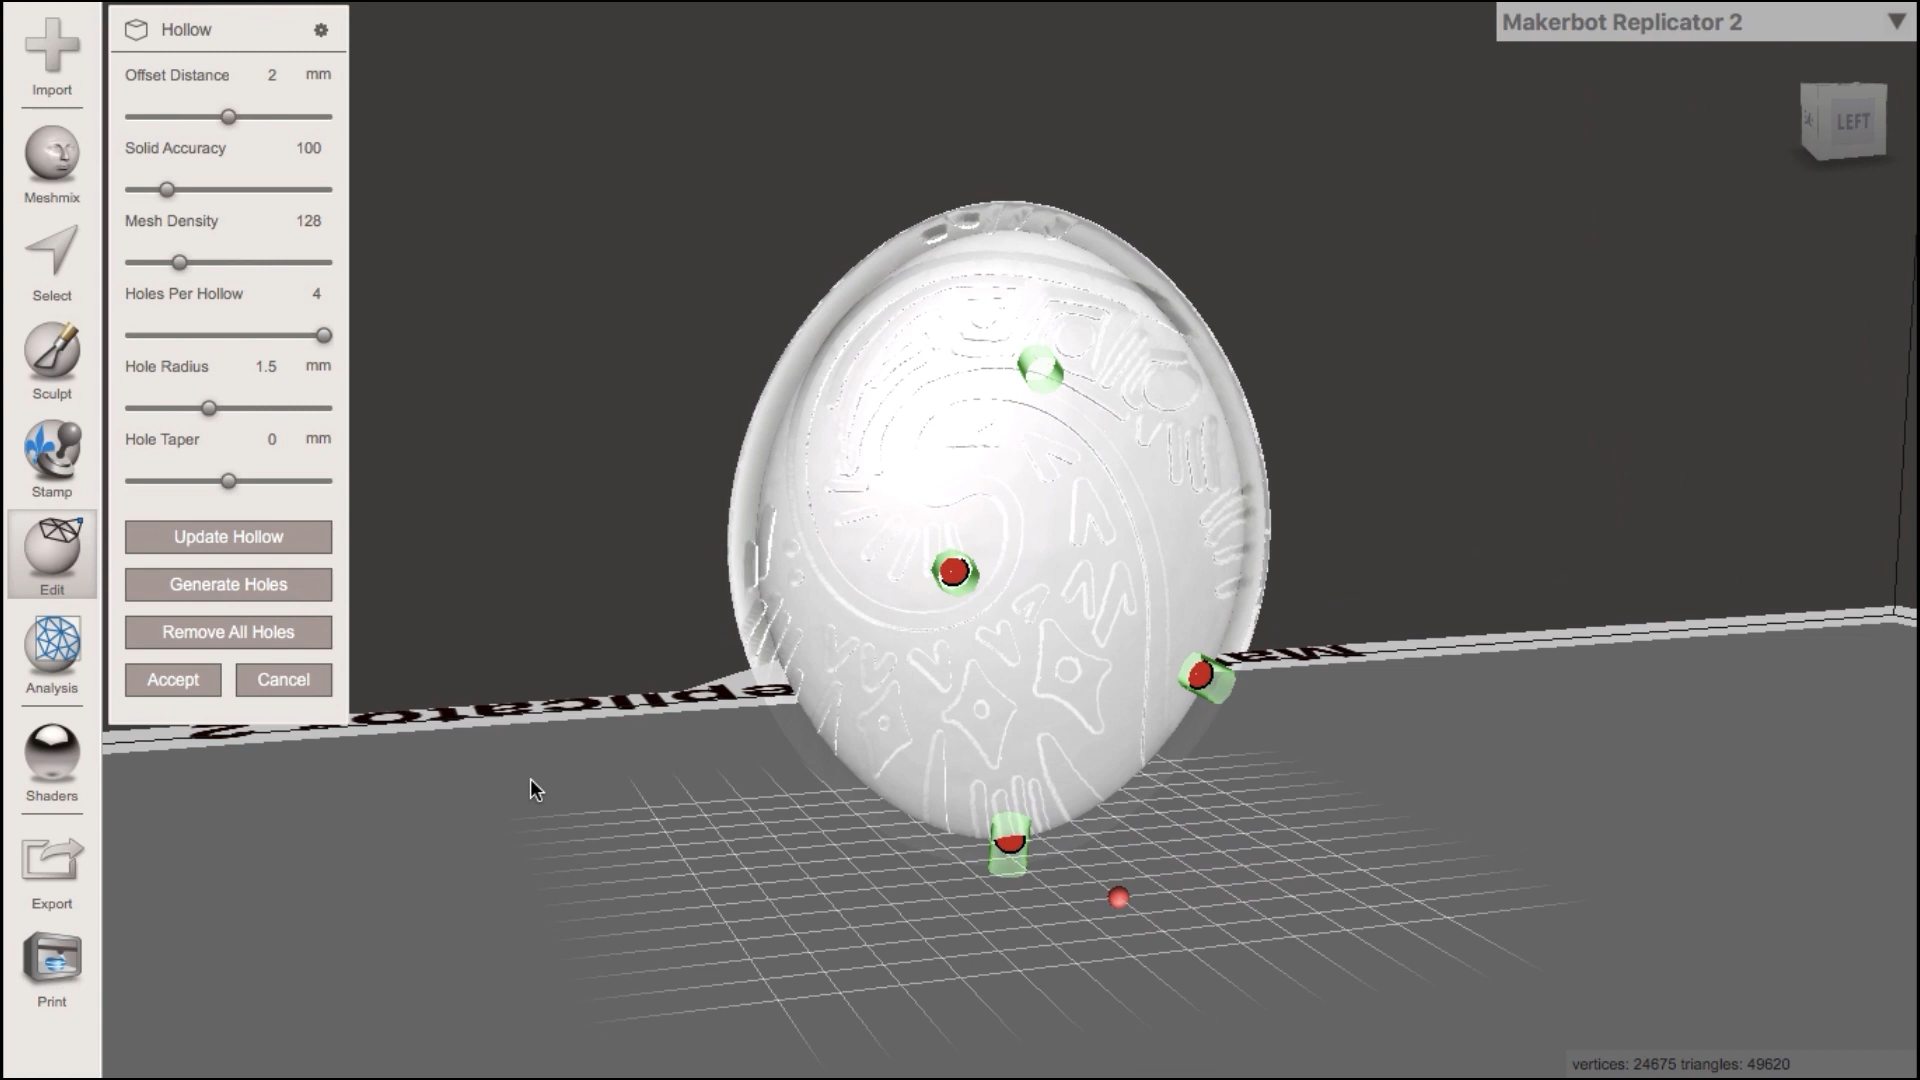 Import
Meshmix
Select
Sculpt
Stamp
Edit
Analysis
Shaders
Export
Print
Hollow
Offset Distance 2 mm
Solid Accuracy 100
Mesh Density 128
Holes Per Hollow 4
Hole Radius 1.5 mm
Hole Taper 0 mm
Update Hollow
Generate Holes
Remove All Holes
Accept Cancel
Makerbot Replicator 2
LEFT
vertices: 24675 triangles: 49620